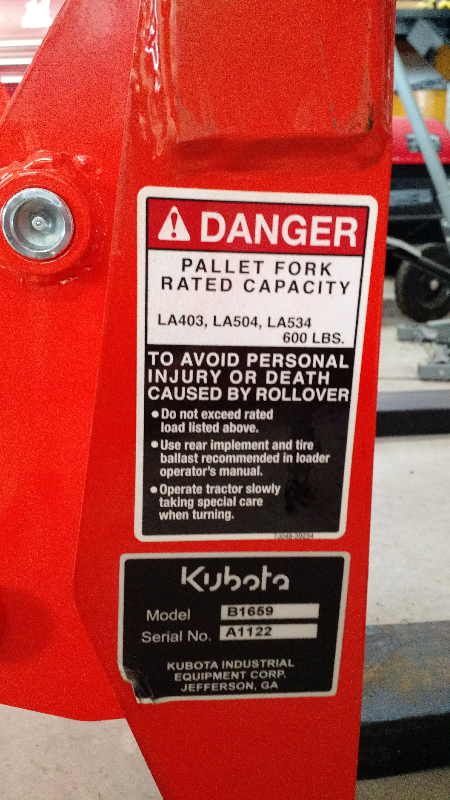 DANGER
PALLET FORK
RATED CAPACITY
LA403, LA504, LA534
600 LBS.
TO AVOID PERSONAL
INJURY OR DEATH
CAUSED BY ROLLOVER
• Do not exceed rated
load listed above.
• Use rear implement and tire
ballast recommended in loader
operator's manual.
• Operate tractor slowly
taking special care
when turning.
Kubota
Model B1659
Serial No. A1122
KUBOTA INDUSTRIAL
EQUIPMENT CORP.
JEFFERSON, GA